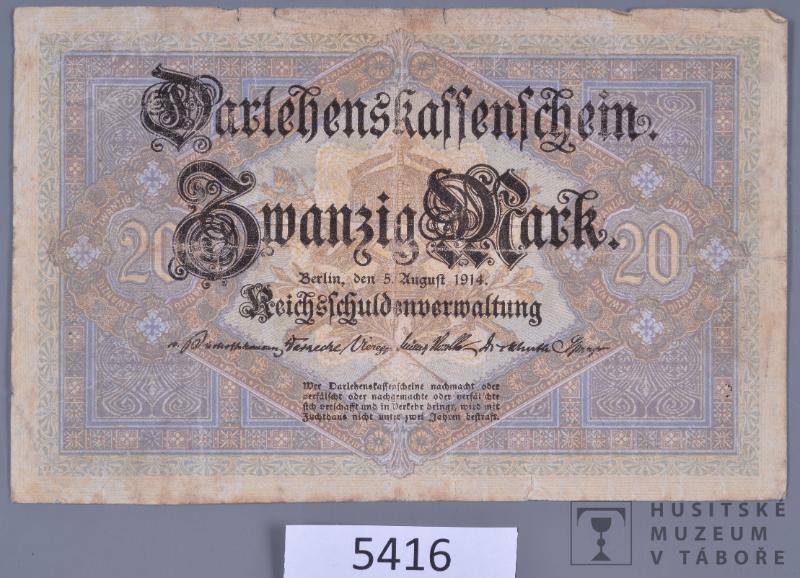 Darlehenskassenschein.
Zwanzig Mark.
20 20
Berlin, den 5. August 1914.
Reichsschuldenverwaltung
Wer Darlehenskassenscheine nachmacht oder
verfälscht oder nachgemachte oder verfälschte
sich verschafft und in Verkehr bringt, wird mit
Zuchthaus nicht unter zwei Jahren bestraft.
5416
HUSITSKÉ
MUZEUM
V TÁBOŘE